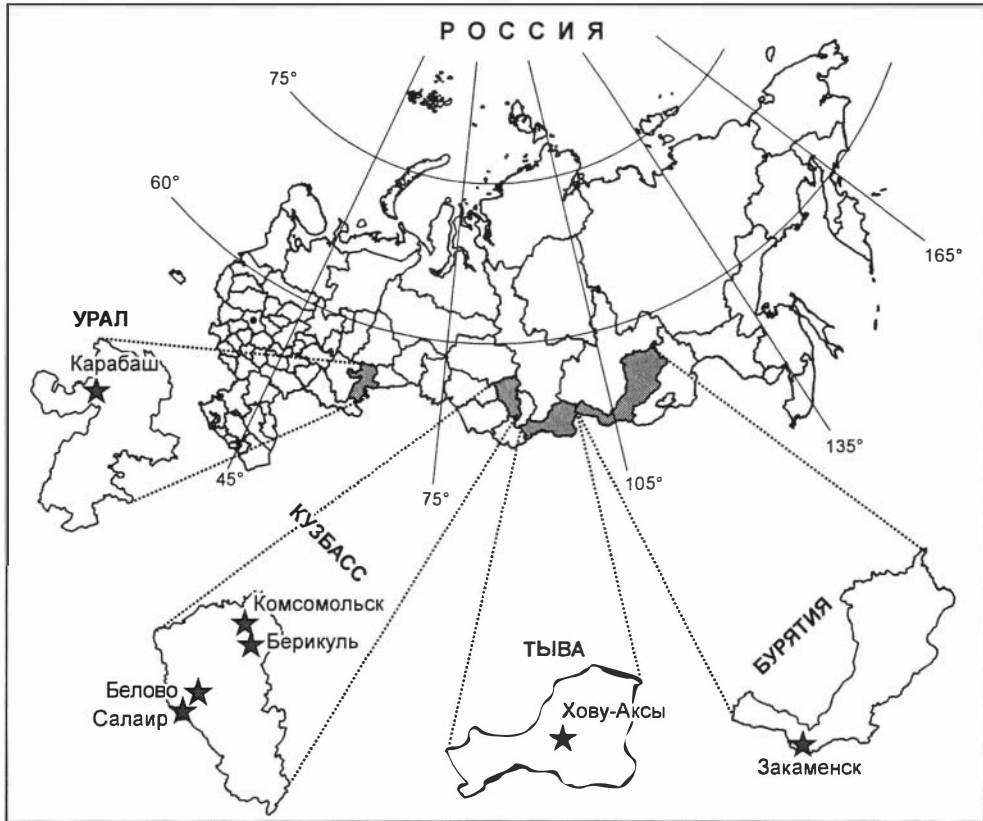 РОССИЯ
75°
60°
165°
УРАЛ
Карабаш
45°
75°
105°
135°
КУЗБАСС
Комсомольск
Берикуль
Белово
Салаир
ТЫВА
Хову-Аксы
БУРЯТИЯ
Закаменск